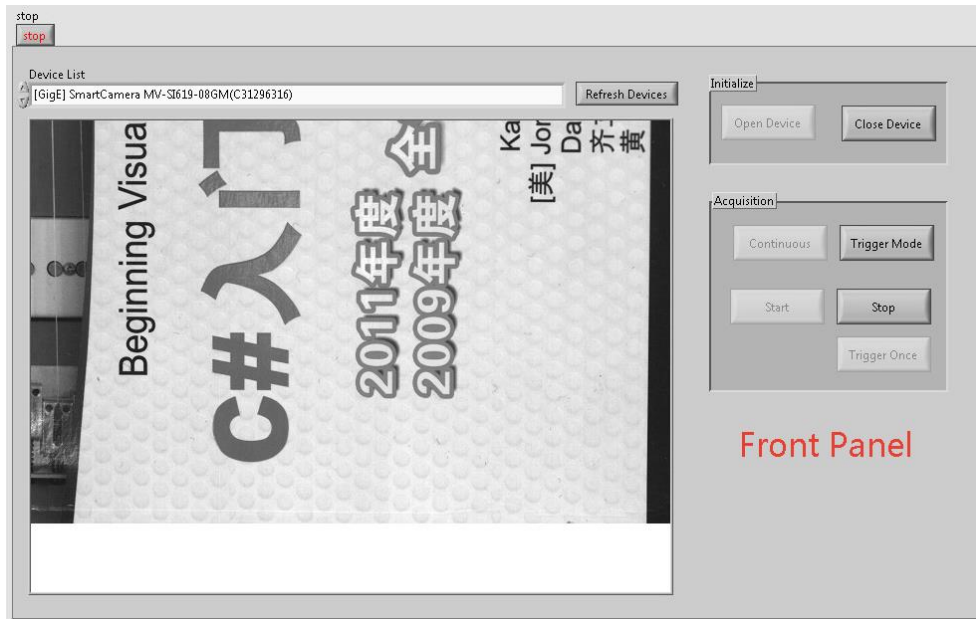 stop
stop
Device List
[GigE] SmartCamera MV-SI619-08GM(C31296316)
Refresh Devices
Initialize
Open Device
Close Device
Acquisition
Continuous
Trigger Mode
Start
Stop
Trigger Once
Front Panel
Beginning Visua
C#入门
2011年度 全
2009年度
Ka
[美] Jor
Da
齐
黄